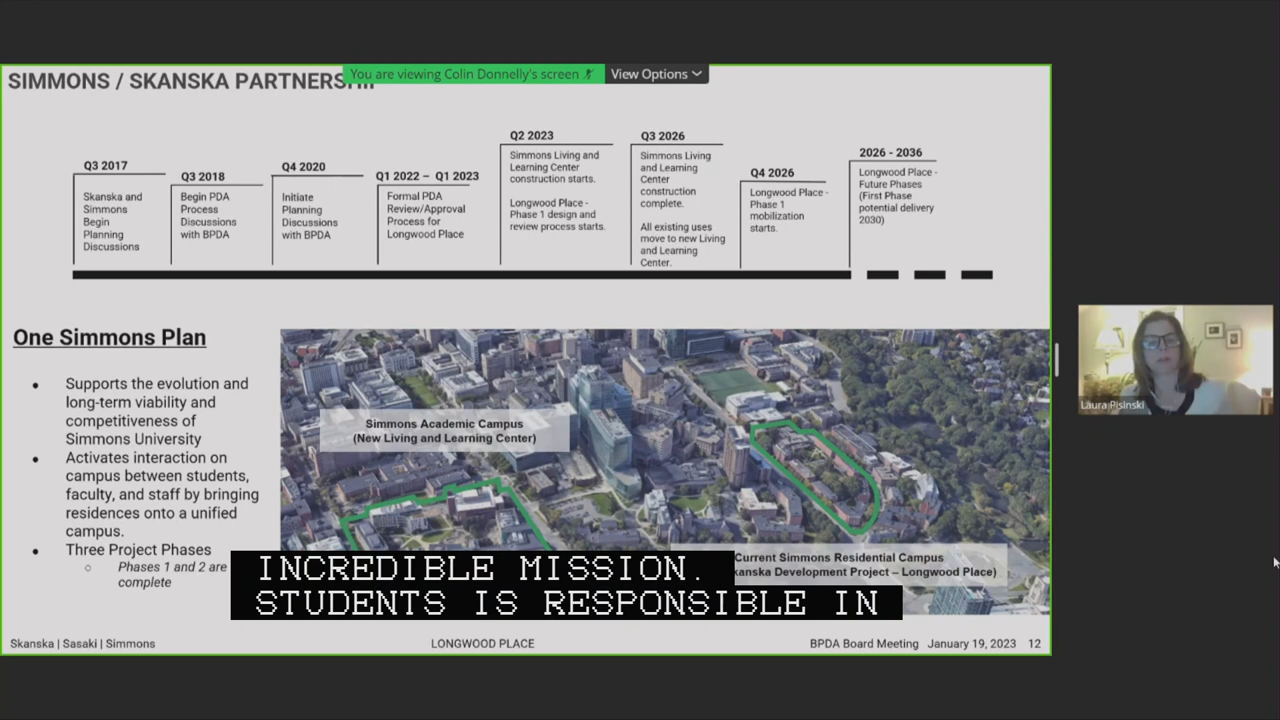 You are viewing Colin Donnelly's screen
View Options
SIMMONS / SKANSKA PARTNERSHIP
Q3 2017
Skanska and
Simmons
Begin
Planning
Discussions
Q3 2018
Begin PDA
Process
Discussions
with BPDA
Q4 2020
Initiate
Planning
Discussions
with BPDA
Q1 2022 – Q1 2023
Formal PDA
Review/Approval
Process for
Longwood Place
Q2 2023
Simmons Living and
Learning Center
construction starts.
Longwood Place -
Phase 1 design and
review process starts.
Q3 2026
Simmons Living
and Learning
Center
construction
complete.
All existing uses
move to new Living
and Learning
Center.
Q4 2026
Longwood Place -
Phase 1
mobilization
starts.
2026 - 2036
Longwood Place -
Future Phases
(First Phase
potential delivery
2030)
One Simmons Plan
● Supports the evolution and
long-term viability and
competitiveness of
Simmons University
● Activates interaction on
campus between students,
faculty, and staff by bringing
residences onto a unified
campus.
● Three Project Phases
○ Phases 1 and 2 are
complete
Simmons Academic Campus
(New Living and Learning Center)
Current Simmons Residential Campus
Development Project – Longwood Place)
INCREDIBLE MISSION.
STUDENTS IS RESPONSIBLE IN
Laura Pisinski
Skanska | Sasaki | Simmons
LONGWOOD PLACE
BPDA Board Meeting January 19, 2023 12